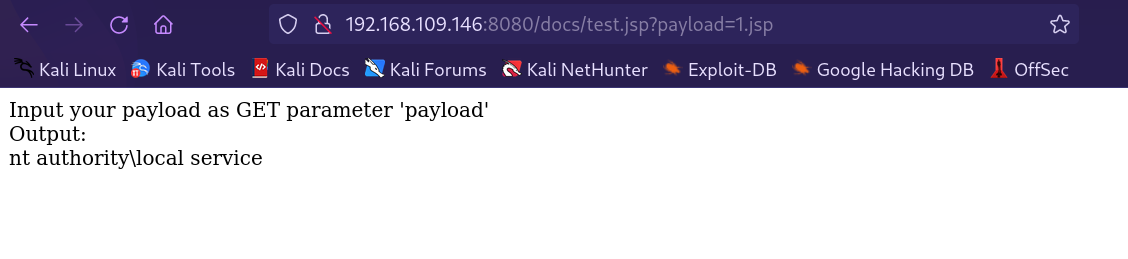 192.168.109.146:8080/docs/test.jsp?payload=1.jsp
Kali Linux Kali Tools Kali Docs Kali Forums Kali NetHunter Exploit-DB Google Hacking DB OffSec
Input your payload as GET parameter 'payload'
Output:
nt authority\local service